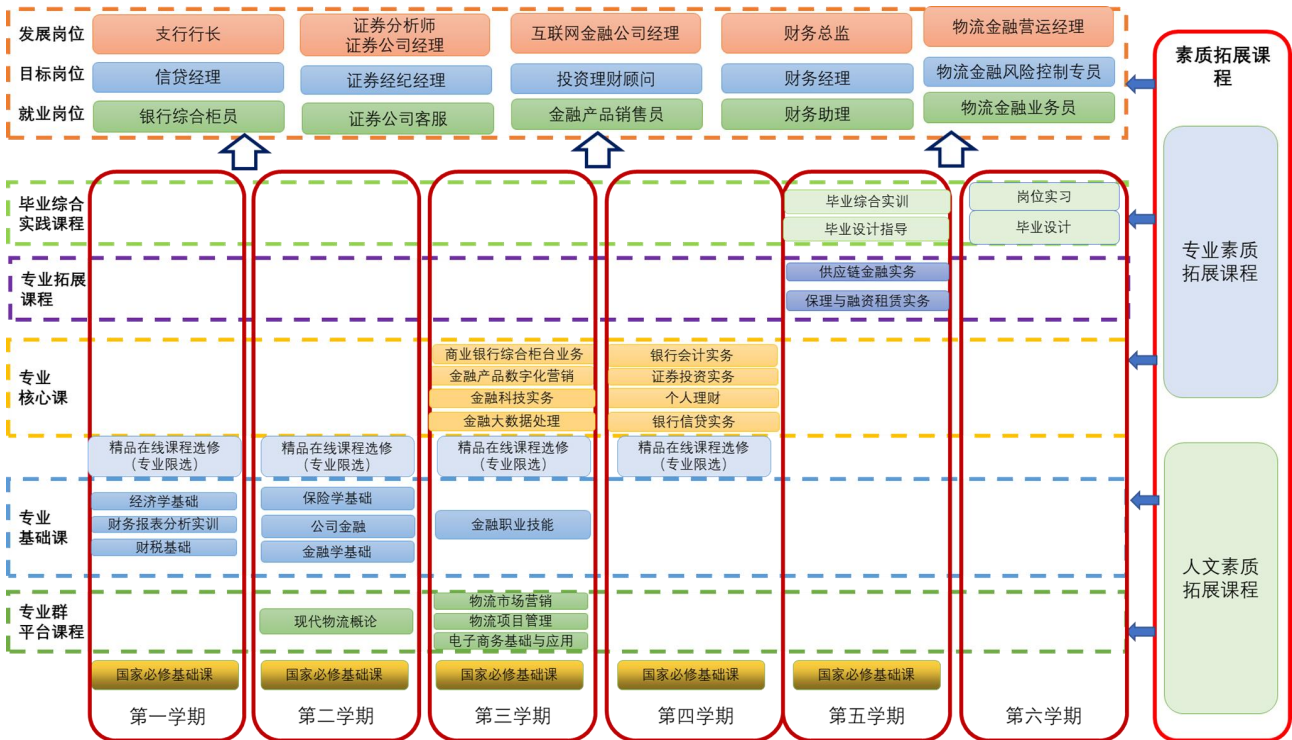 发展岗位
支行行长
证券分析师
证券公司经理
互联网金融公司经理
财务总监
物流金融营运经理
目标岗位
信贷经理
证券经纪经理
投资理财顾问
财务经理
物流金融风险控制专员
就业岗位
银行综合柜员
证券公司客服
金融产品销售员
财务助理
物流金融业务员
毕业综合
实践课程
毕业综合实训
毕业设计指导
岗位实习
毕业设计
专业拓展
课程
供应链金融实务
保理与融资租赁实务
专业
核心课
商业银行综合柜台业务
金融产品数字化营销
金融科技实务
金融大数据处理
银行会计实务
证券投资实务
个人理财
银行信贷实务
精品在线课程选修
（专业限选）
精品在线课程选修
（专业限选）
精品在线课程选修
（专业限选）
精品在线课程选修
（专业限选）
专业
基础课
经济学基础
财务报表分析实训
财税基础
保险学基础
公司金融
金融学基础
金融职业技能
专业群
平台课程
现代物流概论
物流市场营销
物流项目管理
电子商务基础与应用
国家必修基础课
国家必修基础课
国家必修基础课
国家必修基础课
国家必修基础课
第一学期
第二学期
第三学期
第四学期
第五学期
第六学期
素质拓展课
程
专业素质
拓展课程
人文素质
拓展课程